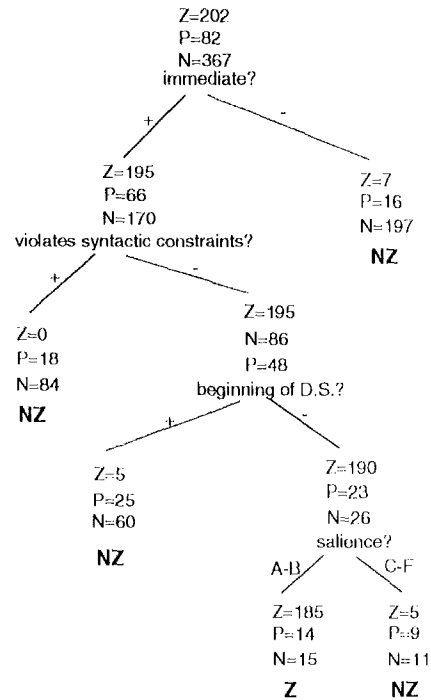 Z=202
P=82
N=367
immediate?
+ -
Z=195
P=66
N=170
violates syntactic constraints?
Z=7
P=16
N=197
NZ
+ -
Z=0
P=18
N=84
NZ
Z=195
N=86
P=48
beginning of D.S.?
+ -
Z=5
P=25
N=60
NZ
Z=190
P=23
N=26
salience?
A-B C-F
Z=185
P=14
N=15
Z
Z=5
P=9
N=11
NZ